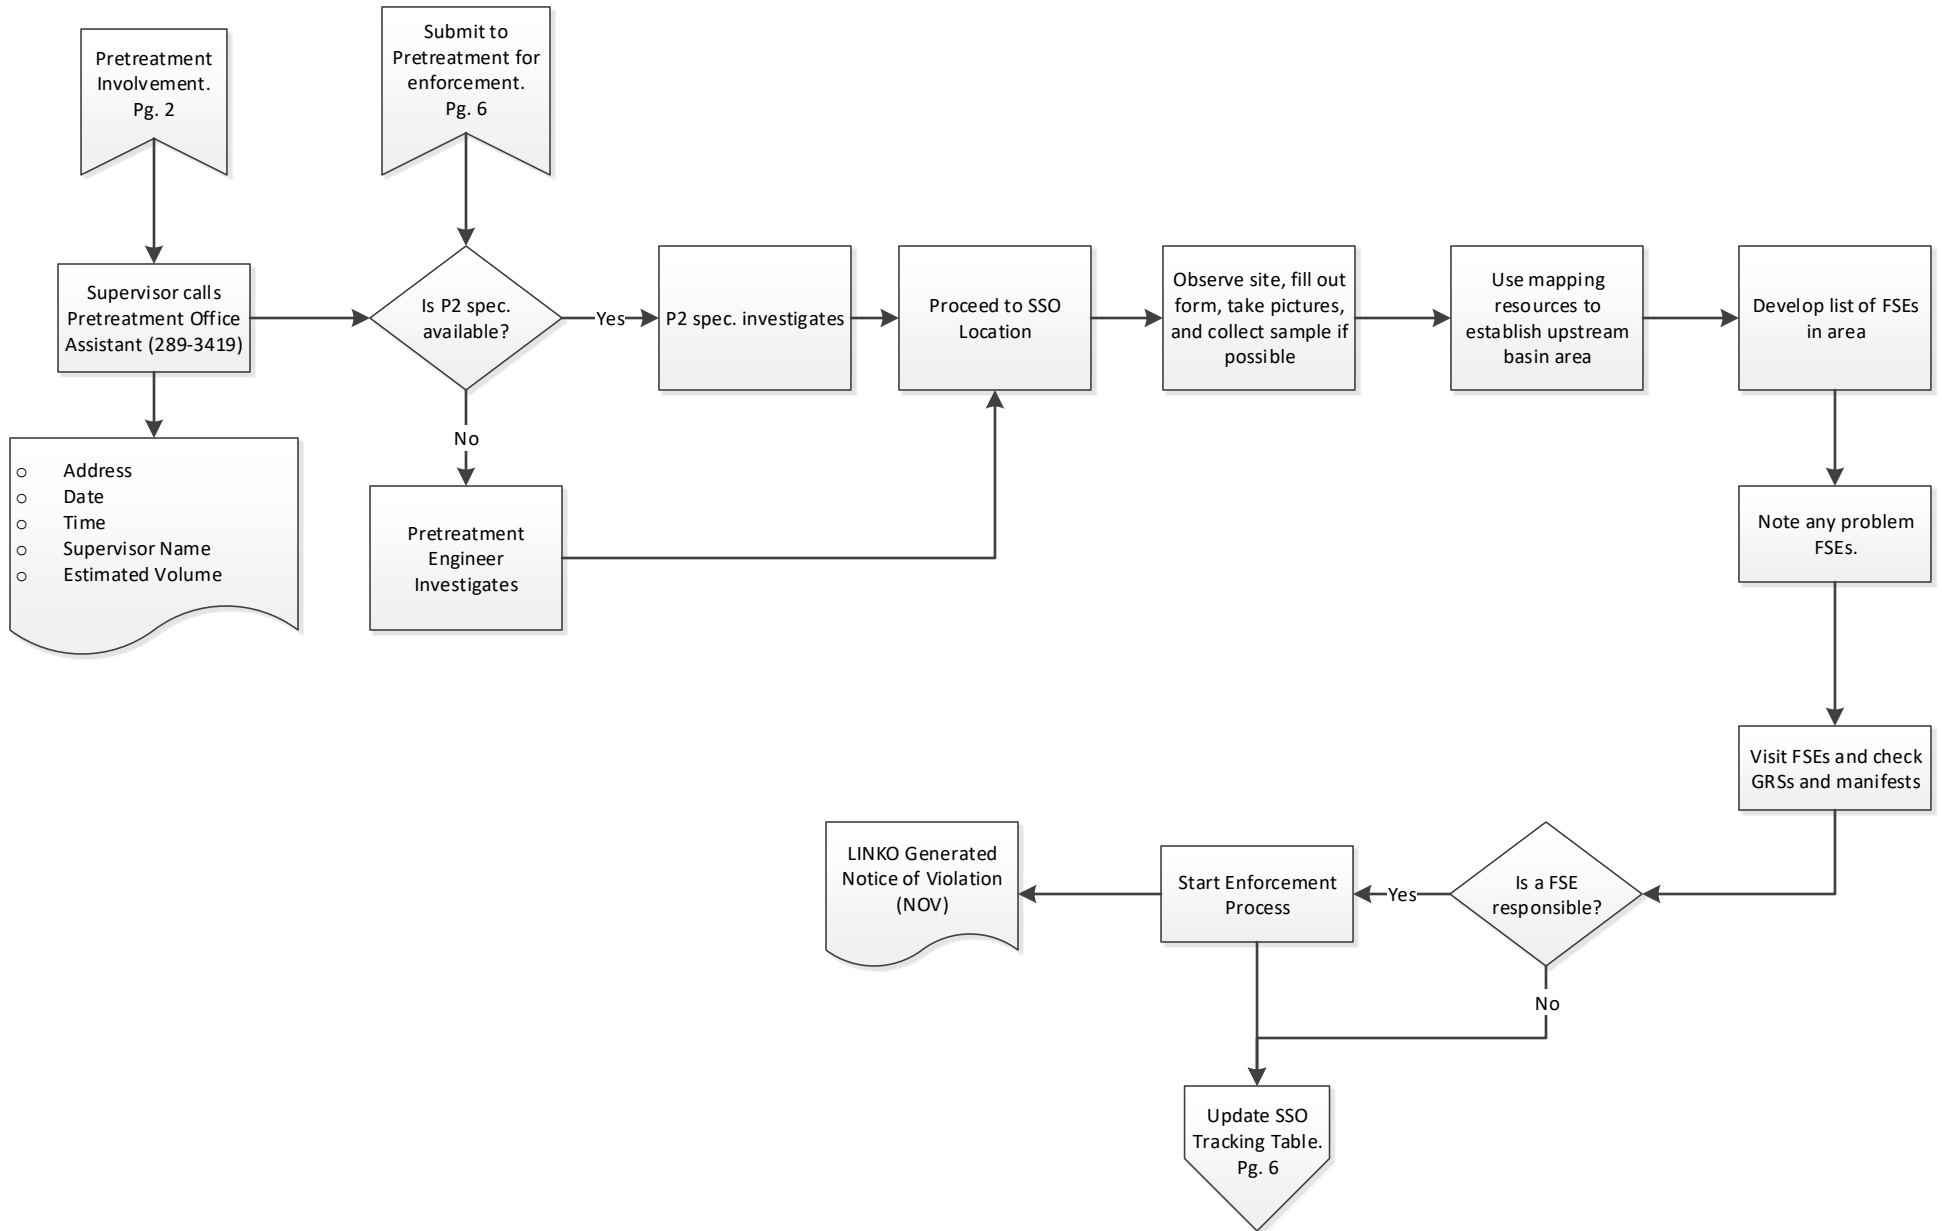 Pretreatment
Involvement.
Pg. 2
Submit to
Pretreatment for
enforcement.
Pg. 6
Supervisor calls
Pretreatment Office
Assistant (289-3419)
Is P2 spec.
available?
Yes
P2 spec. investigates
Proceed to SSO
Location
Observe site, fill out
form, take pictures,
and collect sample if
possible
Use mapping
resources to
establish upstream
basin area
Develop list of FSEs
in area
○ Address
○ Date
○ Time
○ Supervisor Name
○ Estimated Volume
No
Pretreatment
Engineer
Investigates
Note any problem
FSEs.
Visit FSEs and check
GRSs and manifests
Is a FSE
responsible?
Yes
Start Enforcement
Process
LINKO Generated
Notice of Violation
(NOV)
No
Update SSO
Tracking Table.
Pg. 6